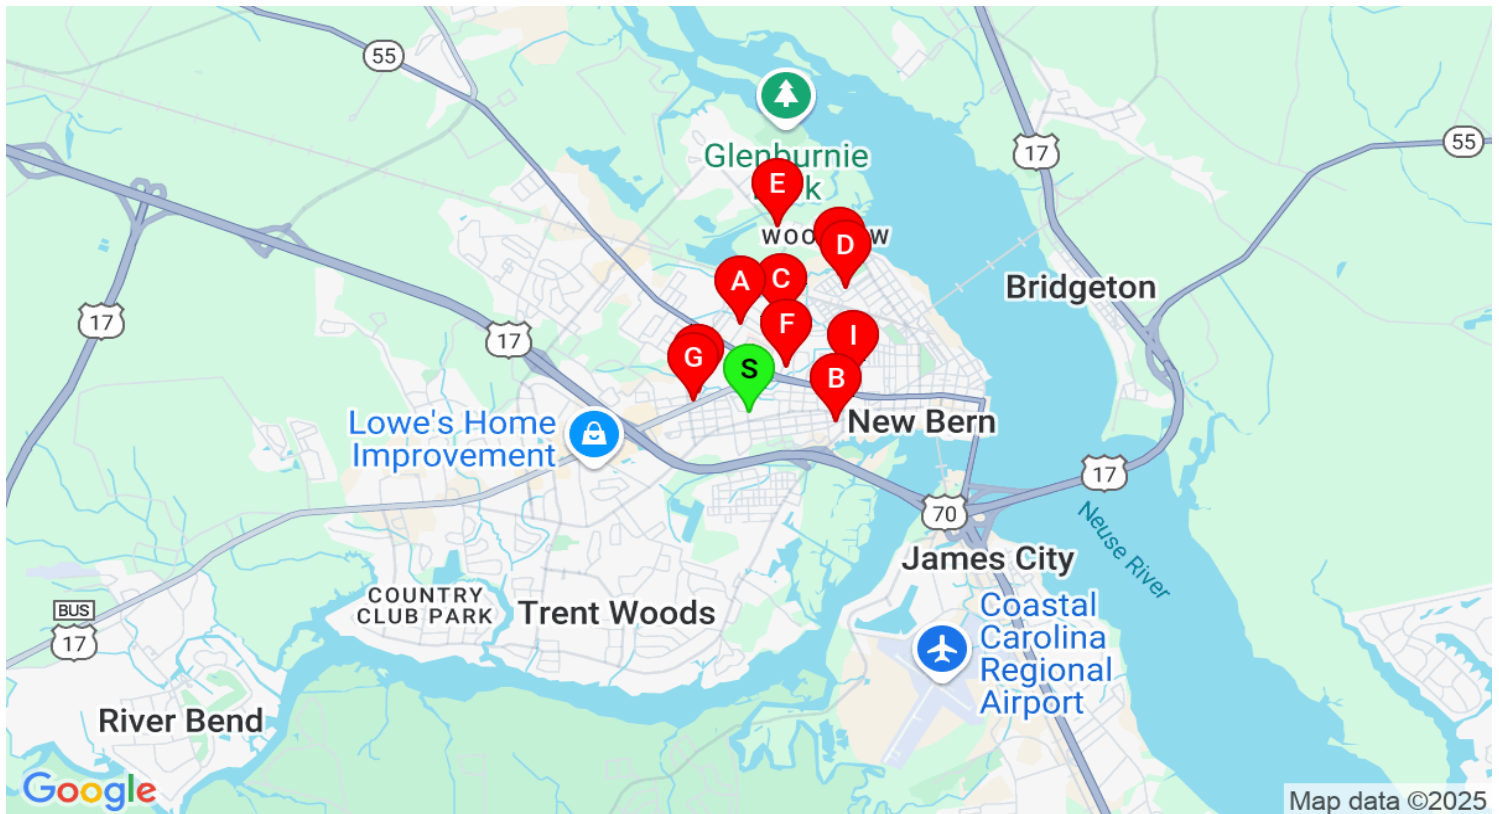 55
17
55
Glenburnie
E
WOO W
D
A
C
Bridgeton
17
F
I
17
G
S
B
Lowe's Home
Improvement
New Bern
17
70
Neuse River
James City
COUNTRY
CLUB PARK
Trent Woods
BUS
17
Coastal
Carolina
Regional
Airport
River Bend
Google
Map data ©2025